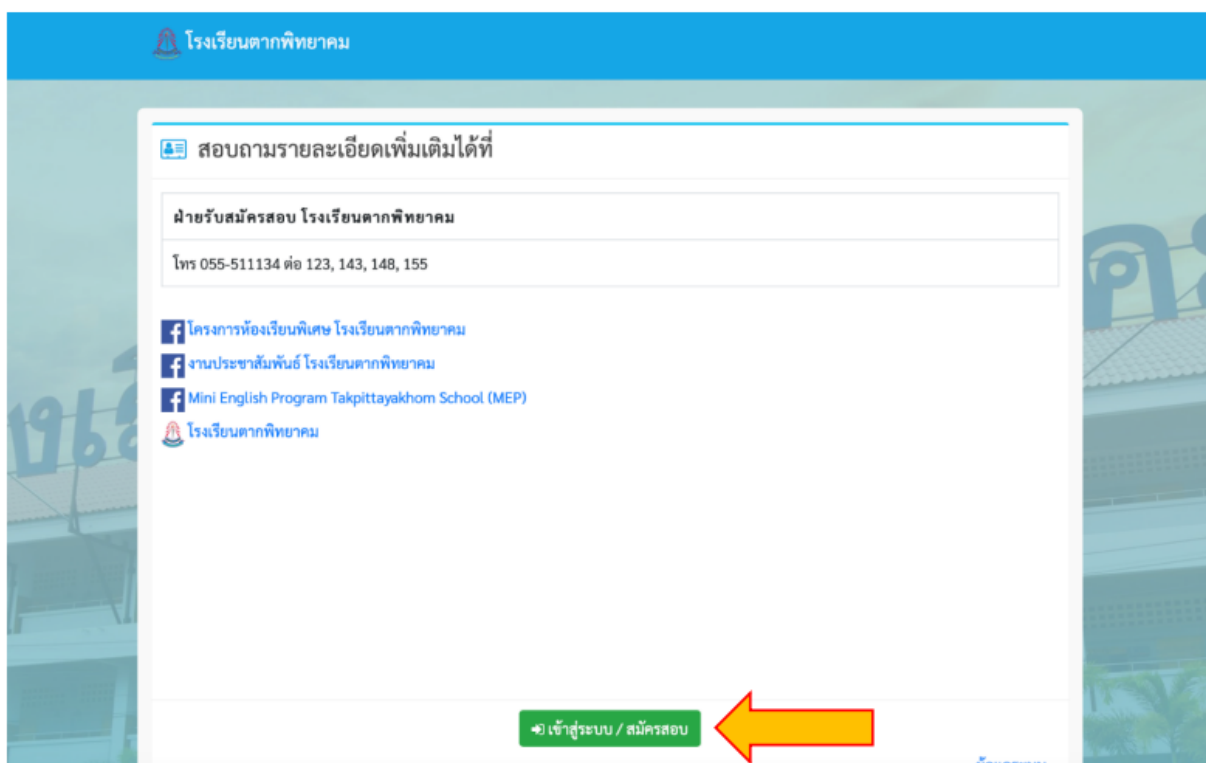 โรงเรียนตากพิทยาคม
สอบถามรายละเอียดเพิ่มเติมได้ที่
ฝ่ายรับสมัครสอบ โรงเรียนตากพิทยาคม
โทร 055-511134 ต่อ 123, 143, 148, 155
โครงการห้องเรียนพิเศษ โรงเรียนตากพิทยาคม
งานประชาสัมพันธ์ โรงเรียนตากพิทยาคม
Mini English Program Takpittayakhom School (MEP)
โรงเรียนตากพิทยาคม
เข้าสู่ระบบ / สมัครสอบ